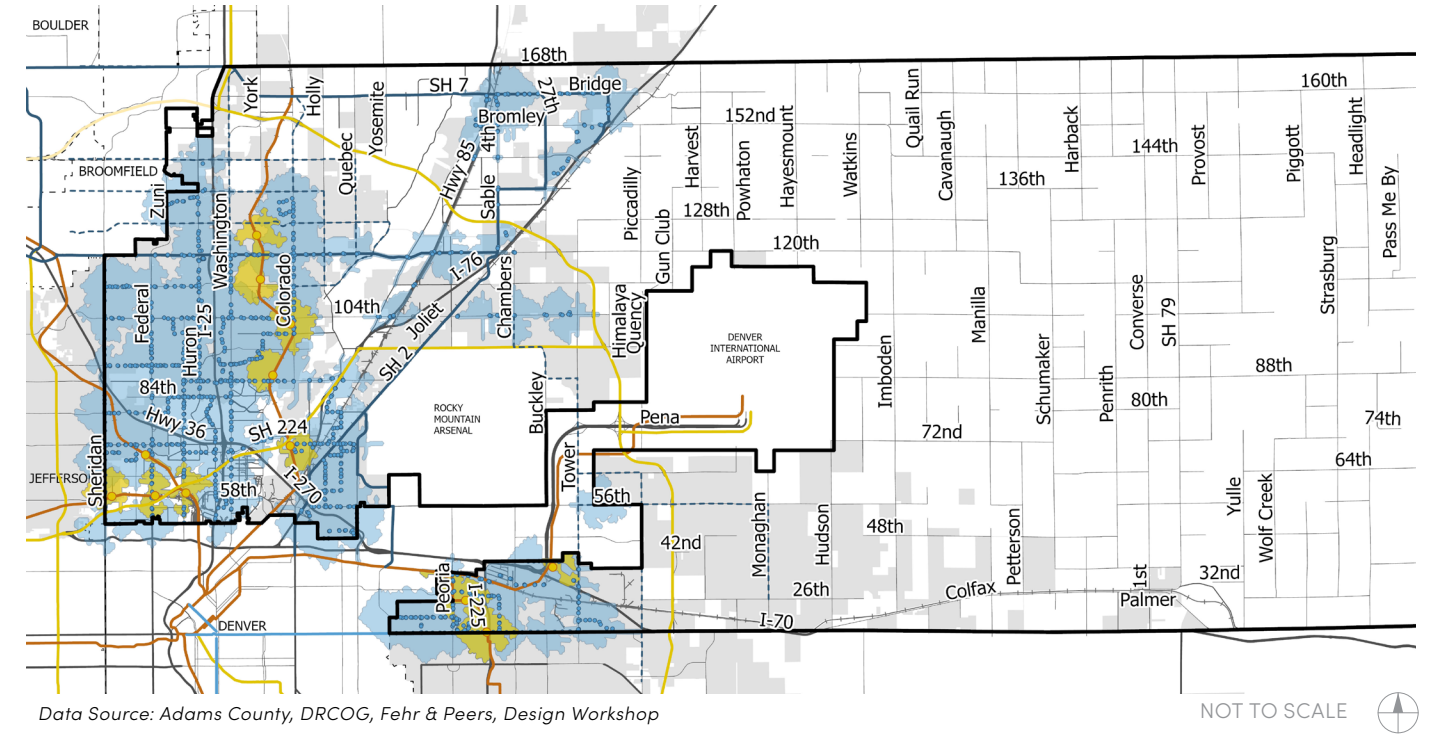 BOULDER
168th
160th
York
Holly
Yosemite
SH 7
27th
Bridge
Bromley
4th
152nd
Harvest
Powhaton
Hayesmount
Watkins
Quail Run
Cavanaugh
Harback
144th
Provost
Piggott
Headlight
Pass Me By
BROOMFIELD
Zuni
Quebec
Hwy 85
Sable
136th
Piccadilly
128th
Gun Club
Washington
120th
Strasburg
I-76
Chambers
104th
Colorado
Federal
Huron
I-25
Joliet
SH 2
Himalaya
Quency
DENVER
INTERNATIONAL
AIRPORT
Manilla
Converse
SH 79
Imboden
Schumaker
Penrith
88th
84th
80th
74th
ROCKY
MOUNTAIN
ARSENAL
Buckley
Pena
Hwy 36
SH 224
72nd
64th
Sheridan
JEFFERSO
58th
I-270
Tower
56th
Yulle
Wolf Creek
Monaghan
Hudson
48th
Petterson
42nd
Peoria
I-225
26th
Colfax
1st
32nd
Palmer
I-70
DENVER
Data Source: Adams County, DRCOG, Fehr & Peers, Design Workshop
NOT TO SCALE